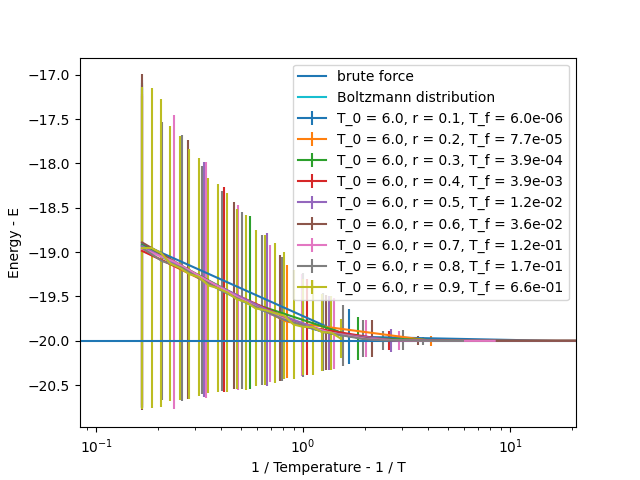 −17.0
−17.5
−18.0
−18.5
−19.0
−19.5
−20.0
−20.5
Energy - E
brute force
Boltzmann distribution
T_0 = 6.0, r = 0.1, T_f = 6.0e-06
T_0 = 6.0, r = 0.2, T_f = 7.7e-05
T_0 = 6.0, r = 0.3, T_f = 3.9e-04
T_0 = 6.0, r = 0.4, T_f = 3.9e-03
T_0 = 6.0, r = 0.5, T_f = 1.2e-02
T_0 = 6.0, r = 0.6, T_f = 3.6e-02
T_0 = 6.0, r = 0.7, T_f = 1.2e-01
T_0 = 6.0, r = 0.8, T_f = 1.7e-01
T_0 = 6.0, r = 0.9, T_f = 6.6e-01
10⁻¹ 10⁰ 10¹
1 / Temperature - 1 / T